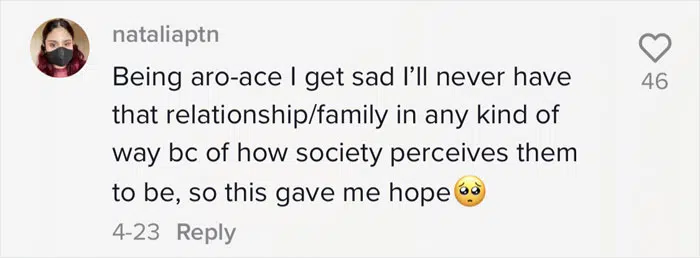 nataliaptn
Being aro-ace I get sad I’ll never have
that relationship/family in any kind of
way bc of how society perceives them
to be, so this gave me hope🥺
46
4-23 Reply